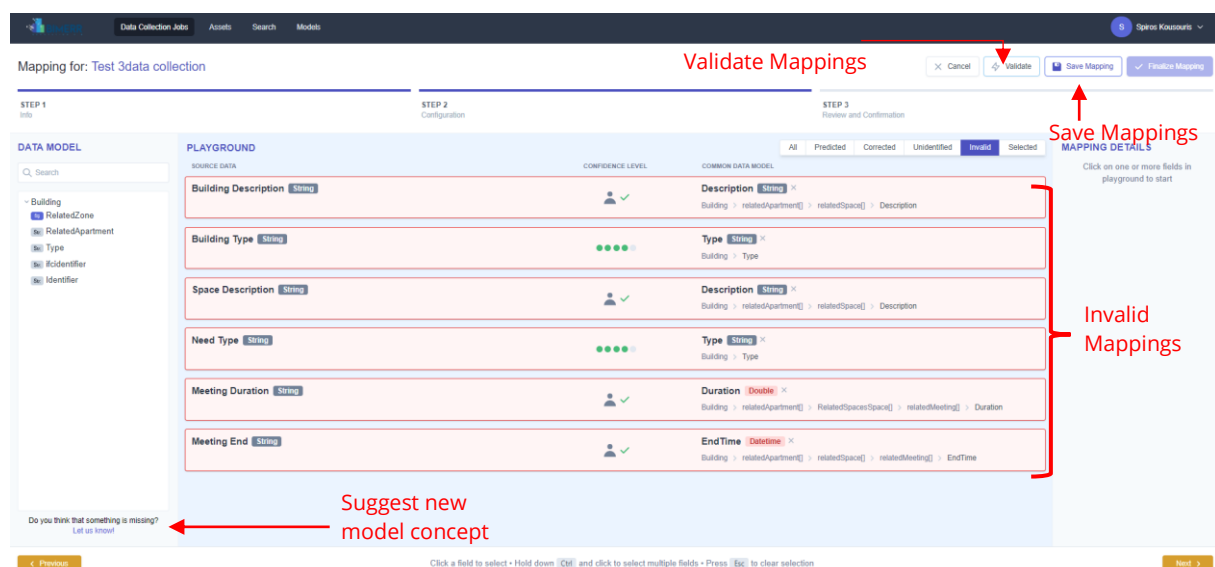 Data Collection Jobs Assets Search Models S Spiros Kousouris
Mapping for: Test 3data collection
Validate Mappings
Cancel Validate Save Mapping Finalize Mapping
STEP 1
Info
STEP 2
Configuration
STEP 3
Review and Confirmation
Save Mappings
DATA MODEL
Search
Building
RelatedZone
Str RelatedApartment
Str Type
Str ifcidentifier
Str Identifier
Do you think that something is missing?
Let us know!
Suggest new
model concept
PLAYGROUND
All Predicted Corrected Unidentified Invalid Selected
SOURCE DATA CONFIDENCE LEVEL COMMON DATA MODEL
Building Description String Description String ×
Building > relatedApartment[] > relatedSpace[] > Description
Building Type String Type String ×
Building > Type
Space Description String Description String ×
Building > relatedApartment[] > relatedSpace[] > Description
Need Type String Type String ×
Building > Type
Meeting Duration String Duration Double ×
Building > relatedApartment[] > RelatedSpacesSpace[] > relatedMeeting[] > Duration
Meeting End String EndTime Datetime ×
Building > relatedApartment[] > relatedSpace[] > relatedMeeting[] > EndTime
MAPPING DETAILS
Click on one or more fields in
playground to start
Invalid
Mappings
< Previous
Click a field to select • Hold down Ctrl and click to select multiple fields • Press Esc to clear selection
Next >